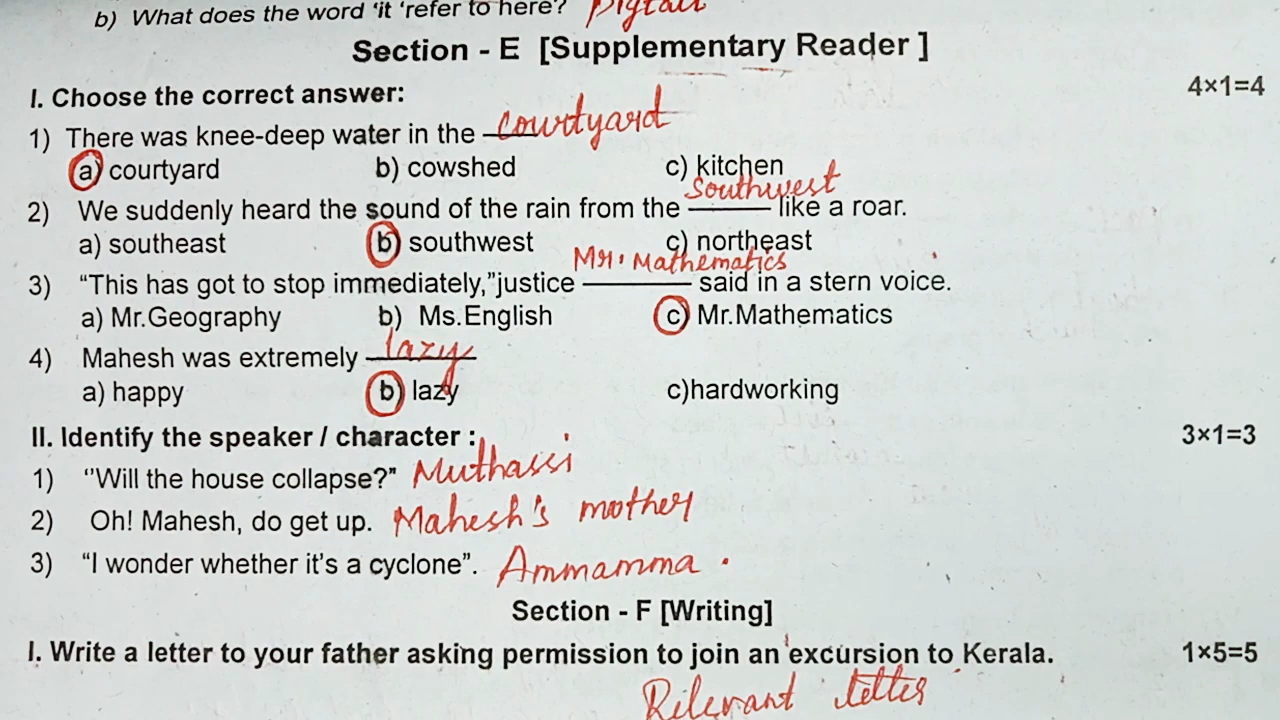 b) What does the word ‘it ‘refer to here?
Section - E [Supplementary Reader ]
I. Choose the correct answer: 4×1=4
1) There was knee-deep water in the courtyard
a) courtyard b) cowshed c) kitchen
Southwest
2) We suddenly heard the sound of the rain from the ——— like a roar.
a) southeast b) southwest c) northeast
Mr. Mathematics
3) “This has got to stop immediately,”justice ——— said in a stern voice.
a) Mr.Geography b) Ms.English c) Mr.Mathematics
4) Mahesh was extremely lazy
a) happy b) lazy c)hardworking
II. Identify the speaker / character : 3×1=3
1) “Will the house collapse?” Muthassi
2) Oh! Mahesh, do get up. Mahesh's mother
3) “I wonder whether it’s a cyclone”. Ammamma .
Section - F [Writing]
I. Write a letter to your father asking permission to join an excursion to Kerala. 1×5=5
Relevant letter